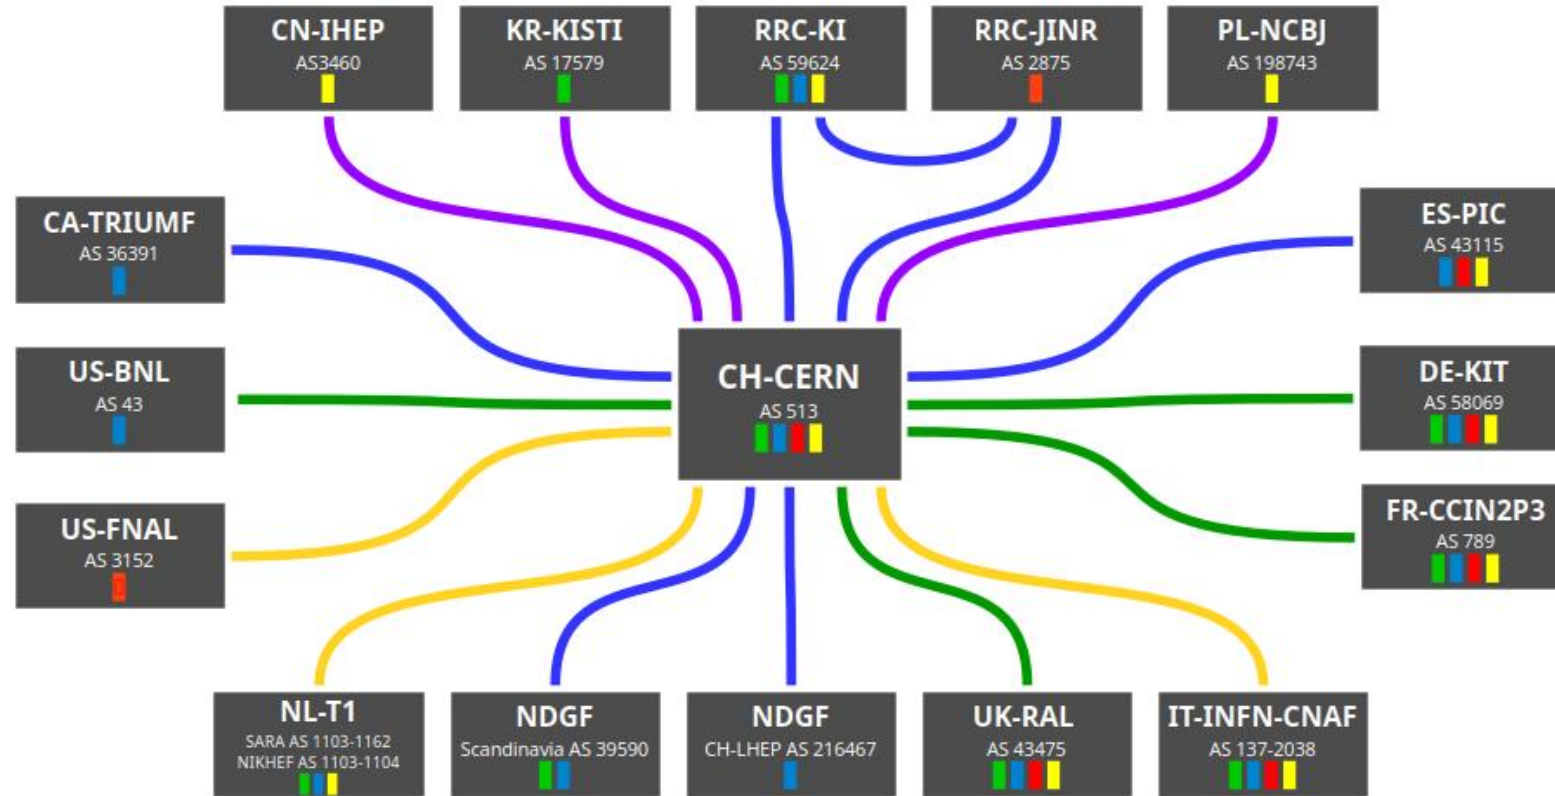 CN-IHEP
AS3460
KR-KISTI
AS 17579
RRC-KI
AS 59624
RRC-JINR
AS 2875
PL-NCBJ
AS 198743
CA-TRIUMF
AS 36391
ES-PIC
AS 43115
US-BNL
AS 43
CH-CERN
AS 513
DE-KIT
AS 58069
US-FNAL
AS 3152
FR-CCIN2P3
AS 789
NL-T1
SARA AS 1103-1162
NIKHEF AS 1103-1104
NDGF
Scandinavia AS 39590
NDGF
CH-LHEP AS 216467
UK-RAL
AS 43475
IT-INFN-CNAF
AS 137-2038